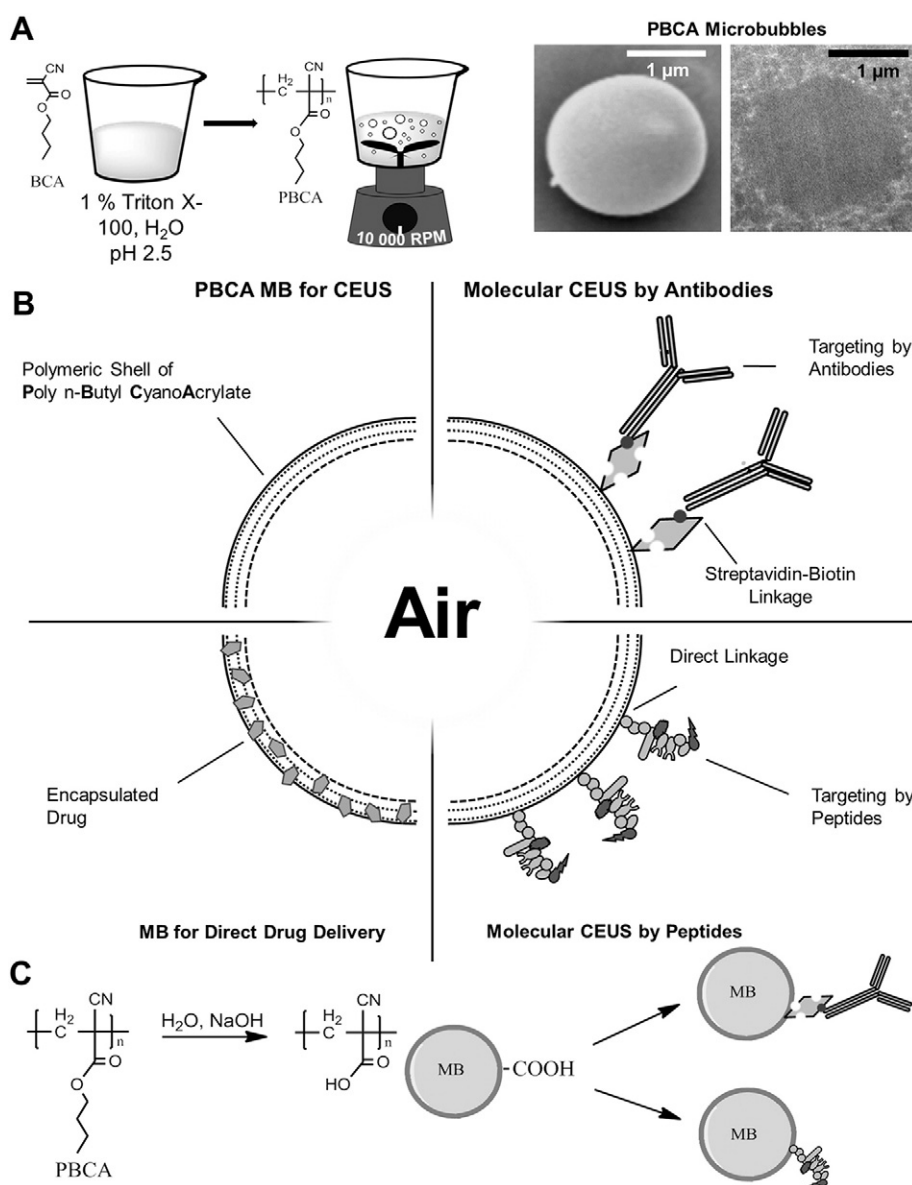 A
PBCA Microbubbles
CN
O
O
BCA
1 % Triton X-
100, H2O
pH 2.5
H2
C
CN
n
O
O
PBCA
10 000 RPM
1 µm
1 µm
B
PBCA MB for CEUS
Molecular CEUS by Antibodies
Polymeric Shell of
Poly n-Butyl CyanoAcrylate
Targeting by
Antibodies
Streptavidin-Biotin
Linkage
Air
Direct Linkage
Encapsulated
Drug
Targeting by
Peptides
MB for Direct Drug Delivery
Molecular CEUS by Peptides
C
H2
C
CN
n
O
O
PBCA
H2O, NaOH
H2
C
CN
n
O
HO
MB
-COOH
MB
MB